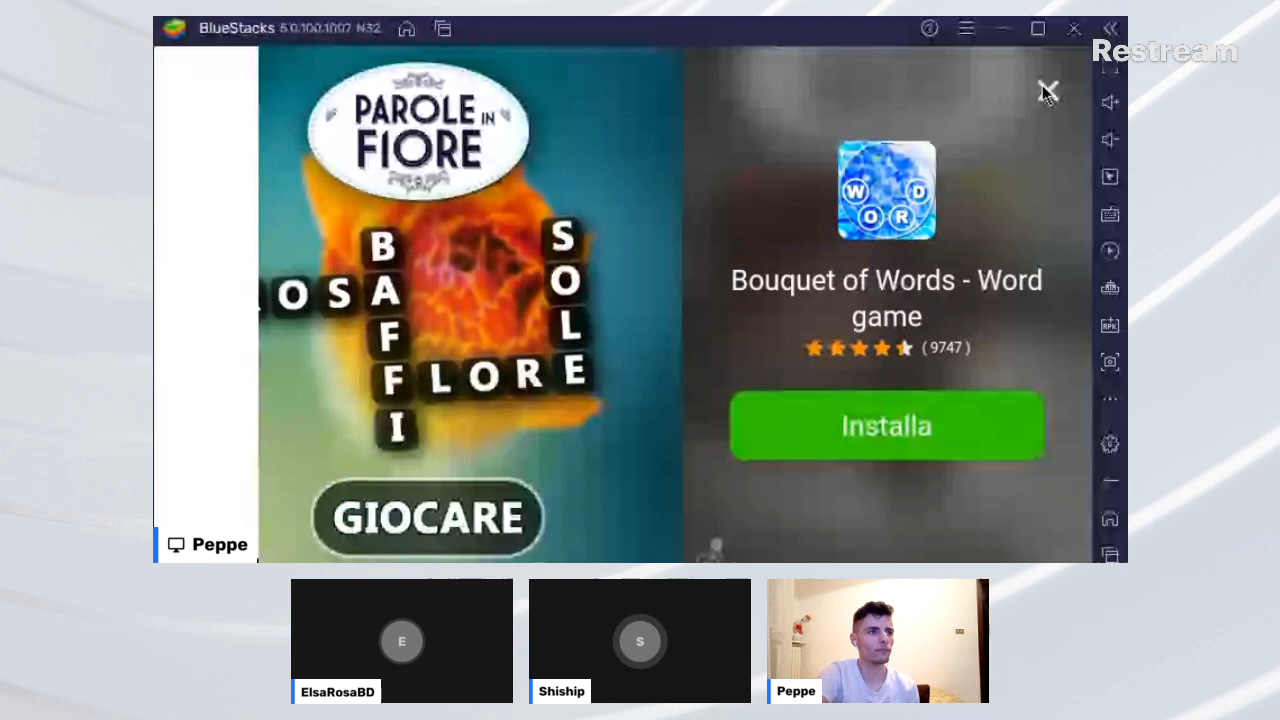 BlueStacks 5.0.100.1007 N32
Restream
PAROLE IN
FIORE
B
A
F
F
I
S
O
L
E
OSA
FLORE
GIOCARE
W
O
R
D
Bouquet of Words - Word
game
(9747)
Installa
Peppe
E
ElsaRosaBD
S
Shiship
Peppe